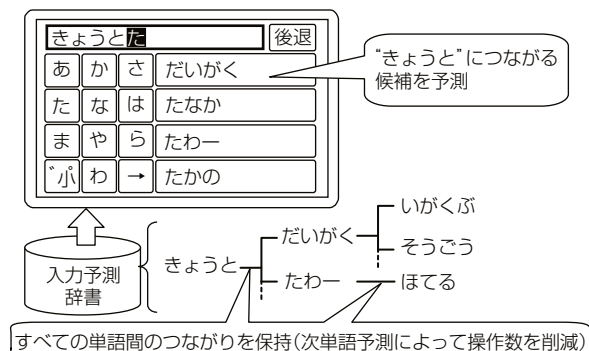 きょうとた 後退
あ か さ だいがく
た な は たなか
ま や ら たわー
゛小 わ → たかの
“きょうと”につながる
候補を予測
入力予測
辞書
きょうと
だいがく
いがくぶ
そうごう
たわー
ほてる
すべての単語間のつながりを保持(次単語予測によって操作数を削減)